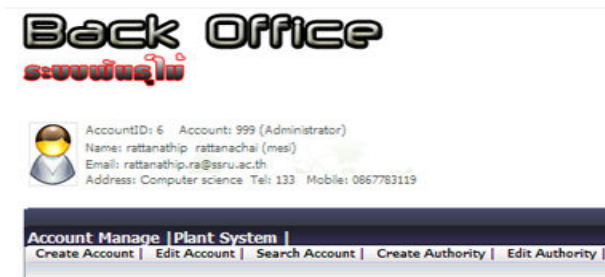 Back Office
ระบบพันธุ์ไม้
AccountID: 6 Account: 999 (Administrator)
Name: rattanathip rattanachai (mesi)
Email: rattanathip.ra@ssru.ac.th
Address: Computer science Tel: 133 Mobile: 0867783119
Account Manage |Plant System |
Create Account | Edit Account | Search Account | Create Authority | Edit Authority |